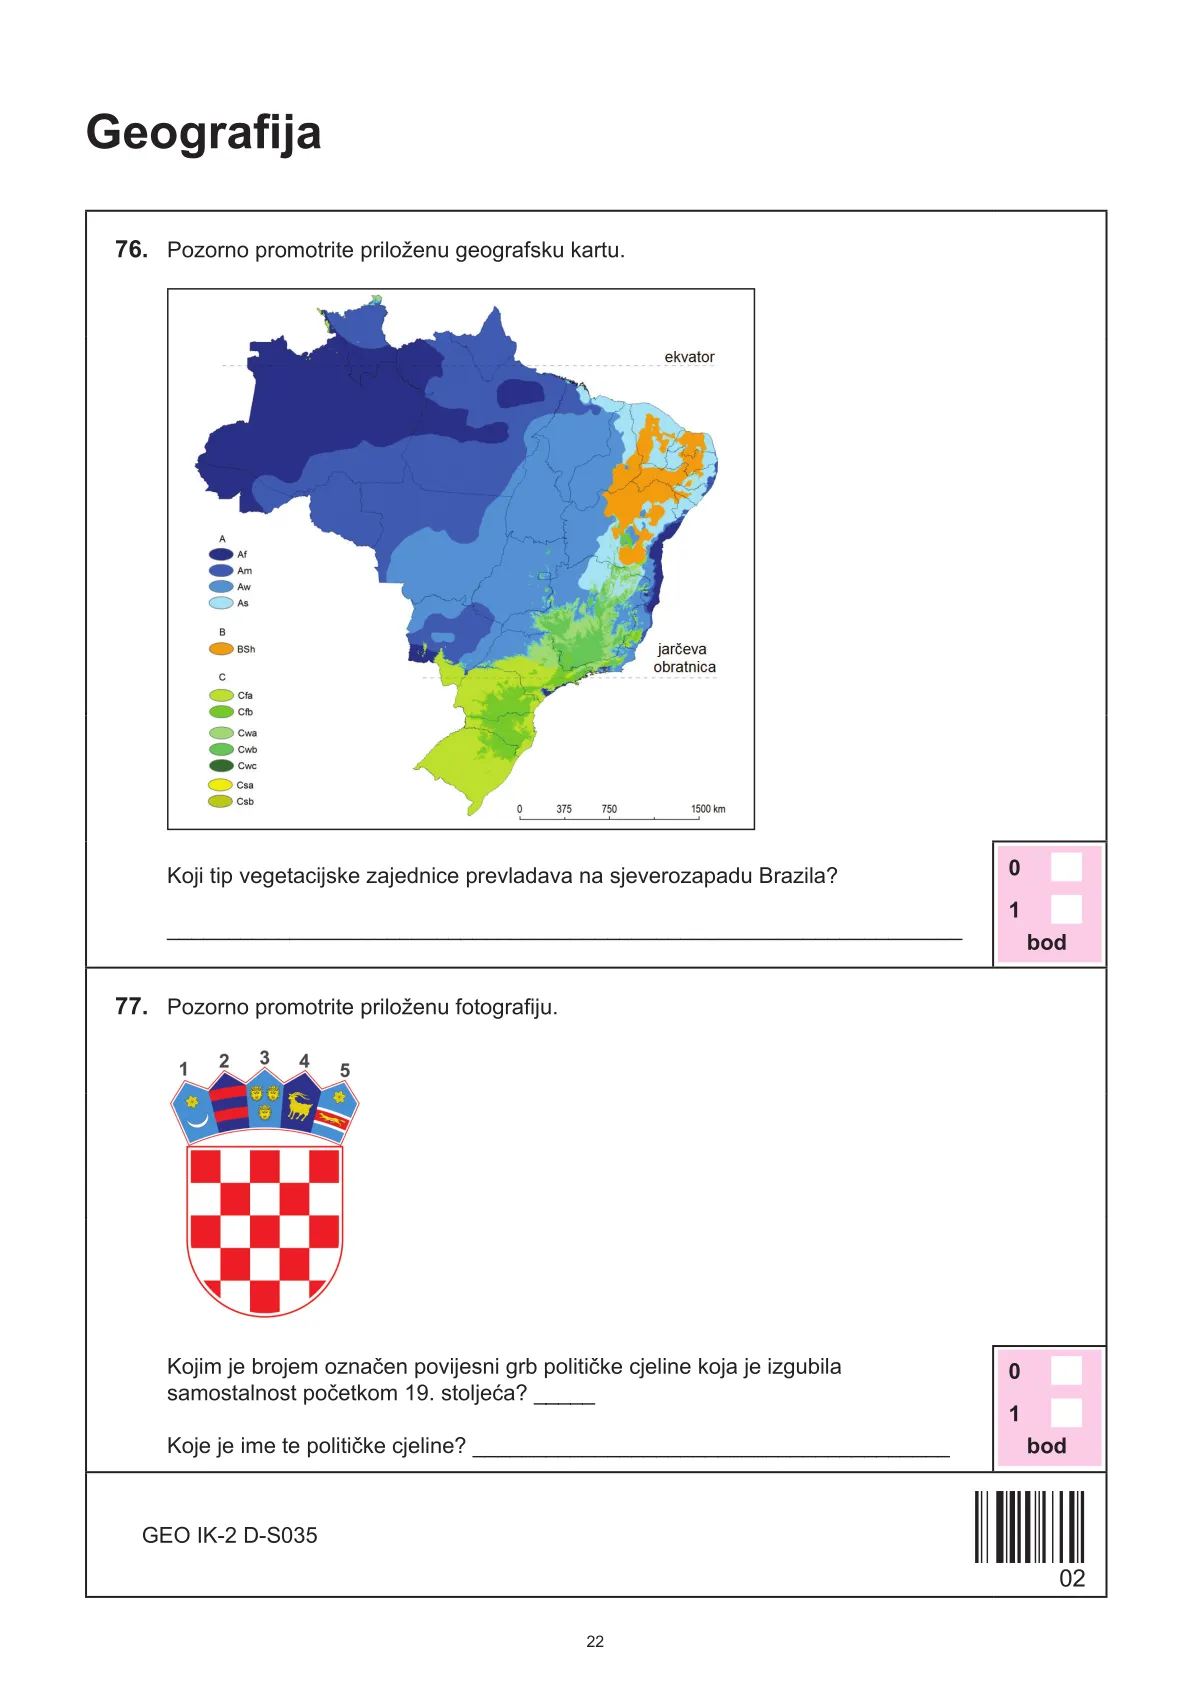 Geografija
76. Pozorno promotrite priloženu geografsku kartu.
ekvator
A
Af
Am
Aw
As
B
BSh
jarčeva
obratnica
C
Cfa
Cfb
Cwa
Cwb
Cwc
Csa
Csb
0 375 750 1500 km
Koji tip vegetacijske zajednice prevladava na sjeverozapadu Brazila?
0
1
bod
77. Pozorno promotrite priloženu fotografiju.
1 2 3 4 5
Kojim je brojem označen povijesni grb političke cjeline koja je izgubila
samostalnost početkom 19. stoljeća? _____
Koje je ime te političke cjeline? _______________________________________
0
1
bod
GEO IK-2 D-S035
02
22